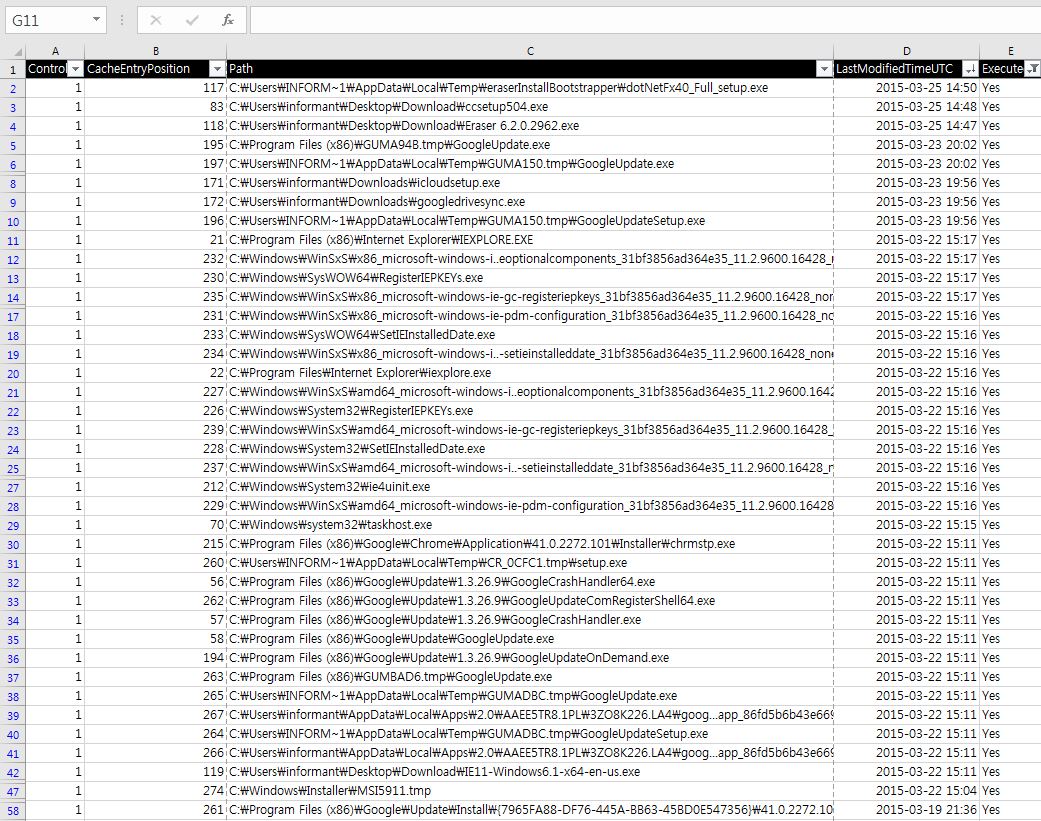 G11 fx
A B C D E
1 Control CacheEntryPosition Path LastModifiedTimeUTC Execute
2 1 117 C:₩Users₩INFORM~1₩AppData₩Local₩Temp₩eraserInstallBootstrapper₩dotNetFx40_Full_setup.exe 2015-03-25 14:50 Yes
3 1 83 C:₩Users₩informant₩Desktop₩Download₩ccsetup504.exe 2015-03-25 14:48 Yes
4 1 118 C:₩Users₩informant₩Desktop₩Download₩Eraser 6.2.0.2962.exe 2015-03-25 14:47 Yes
5 1 195 C:₩Program Files (x86)₩GUMA94B.tmp₩GoogleUpdate.exe 2015-03-23 20:02 Yes
6 1 197 C:₩Users₩INFORM~1₩AppData₩Local₩Temp₩GUMA150.tmp₩GoogleUpdate.exe 2015-03-23 20:02 Yes
8 1 171 C:₩Users₩informant₩Downloads₩icloudsetup.exe 2015-03-23 19:56 Yes
9 1 172 C:₩Users₩informant₩Downloads₩googledrivesync.exe 2015-03-23 19:56 Yes
10 1 196 C:₩Users₩INFORM~1₩AppData₩Local₩Temp₩GUMA150.tmp₩GoogleUpdateSetup.exe 2015-03-23 19:56 Yes
11 1 21 C:₩Program Files (x86)₩Internet Explorer₩IEXPLORE.EXE 2015-03-22 15:17 Yes
12 1 232 C:₩Windows₩WinSxS₩x86_microsoft-windows-i..eoptionalcomponents_31bf3856ad364e35_11.2.9600.16428_n 2015-03-22 15:17 Yes
13 1 230 C:₩Windows₩SysWOW64₩RegisterIEPKEYs.exe 2015-03-22 15:17 Yes
14 1 235 C:₩Windows₩WinSxS₩x86_microsoft-windows-ie-gc-registeriepkeys_31bf3856ad364e35_11.2.9600.16428_non 2015-03-22 15:17 Yes
17 1 231 C:₩Windows₩WinSxS₩x86_microsoft-windows-ie-pdm-configuration_31bf3856ad364e35_11.2.9600.16428_no 2015-03-22 15:16 Yes
18 1 233 C:₩Windows₩SysWOW64₩SetIEInstalledDate.exe 2015-03-22 15:16 Yes
19 1 234 C:₩Windows₩WinSxS₩x86_microsoft-windows-i..-setieinstalleddate_31bf3856ad364e35_11.2.9600.16428_none 2015-03-22 15:16 Yes
20 1 22 C:₩Program Files₩Internet Explorer₩iexplore.exe 2015-03-22 15:16 Yes
21 1 227 C:₩Windows₩WinSxS₩amd64_microsoft-windows-i..eoptionalcomponents_31bf3856ad364e35_11.2.9600.1642 2015-03-22 15:16 Yes
22 1 226 C:₩Windows₩System32₩RegisterIEPKEYs.exe 2015-03-22 15:16 Yes
23 1 239 C:₩Windows₩WinSxS₩amd64_microsoft-windows-ie-gc-registeriepkeys_31bf3856ad364e35_11.2.9600.16428_ 2015-03-22 15:16 Yes
24 1 228 C:₩Windows₩System32₩SetIEInstalledDate.exe 2015-03-22 15:16 Yes
25 1 237 C:₩Windows₩WinSxS₩amd64_microsoft-windows-i..-setieinstalleddate_31bf3856ad364e35_11.2.9600.16428_n 2015-03-22 15:16 Yes
27 1 212 C:₩Windows₩System32₩ie4uinit.exe 2015-03-22 15:16 Yes
28 1 229 C:₩Windows₩WinSxS₩amd64_microsoft-windows-ie-pdm-configuration_31bf3856ad364e35_11.2.9600.16428 2015-03-22 15:16 Yes
29 1 70 C:₩Windows₩system32₩taskhost.exe 2015-03-22 15:15 Yes
30 1 215 C:₩Program Files (x86)₩Google₩Chrome₩Application₩41.0.2272.101₩Installer₩chrmstp.exe 2015-03-22 15:11 Yes
31 1 260 C:₩Users₩INFORM~1₩AppData₩Local₩Temp₩CR_0CFC1.tmp₩setup.exe 2015-03-22 15:11 Yes
32 1 56 C:₩Program Files (x86)₩Google₩Update₩1.3.26.9₩GoogleCrashHandler64.exe 2015-03-22 15:11 Yes
33 1 262 C:₩Program Files (x86)₩Google₩Update₩1.3.26.9₩GoogleUpdateComRegisterShell64.exe 2015-03-22 15:11 Yes
34 1 57 C:₩Program Files (x86)₩Google₩Update₩1.3.26.9₩GoogleCrashHandler.exe 2015-03-22 15:11 Yes
35 1 58 C:₩Program Files (x86)₩Google₩Update₩GoogleUpdate.exe 2015-03-22 15:11 Yes
36 1 194 C:₩Program Files (x86)₩Google₩Update₩1.3.26.9₩GoogleUpdateOnDemand.exe 2015-03-22 15:11 Yes
37 1 263 C:₩Program Files (x86)₩GUMBAD6.tmp₩GoogleUpdate.exe 2015-03-22 15:11 Yes
38 1 265 C:₩Users₩INFORM~1₩AppData₩Local₩Temp₩GUMADBC.tmp₩GoogleUpdate.exe 2015-03-22 15:11 Yes
39 1 267 C:₩Users₩informant₩AppData₩Local₩Apps₩2.0₩AAEE5TR8.1PL₩3ZO8K226.LA4₩goog...app_86fd5b6b43e669 2015-03-22 15:11 Yes
40 1 264 C:₩Users₩INFORM~1₩AppData₩Local₩Temp₩GUMADBC.tmp₩GoogleUpdateSetup.exe 2015-03-22 15:11 Yes
41 1 266 C:₩Users₩informant₩AppData₩Local₩Apps₩2.0₩AAEE5TR8.1PL₩3ZO8K226.LA4₩goog...app_86fd5b6b43e669 2015-03-22 15:11 Yes
42 1 119 C:₩Users₩informant₩Desktop₩Download₩IE11-Windows6.1-x64-en-us.exe 2015-03-22 15:11 Yes
47 1 274 C:₩Windows₩Installer₩MSI5911.tmp 2015-03-22 15:04 Yes
58 1 261 C:₩Program Files (x86)₩Google₩Update₩Install₩{7965FA88-DF76-445A-BB63-45BD0E547356}₩41.0.2272.10 2015-03-19 21:36 Yes